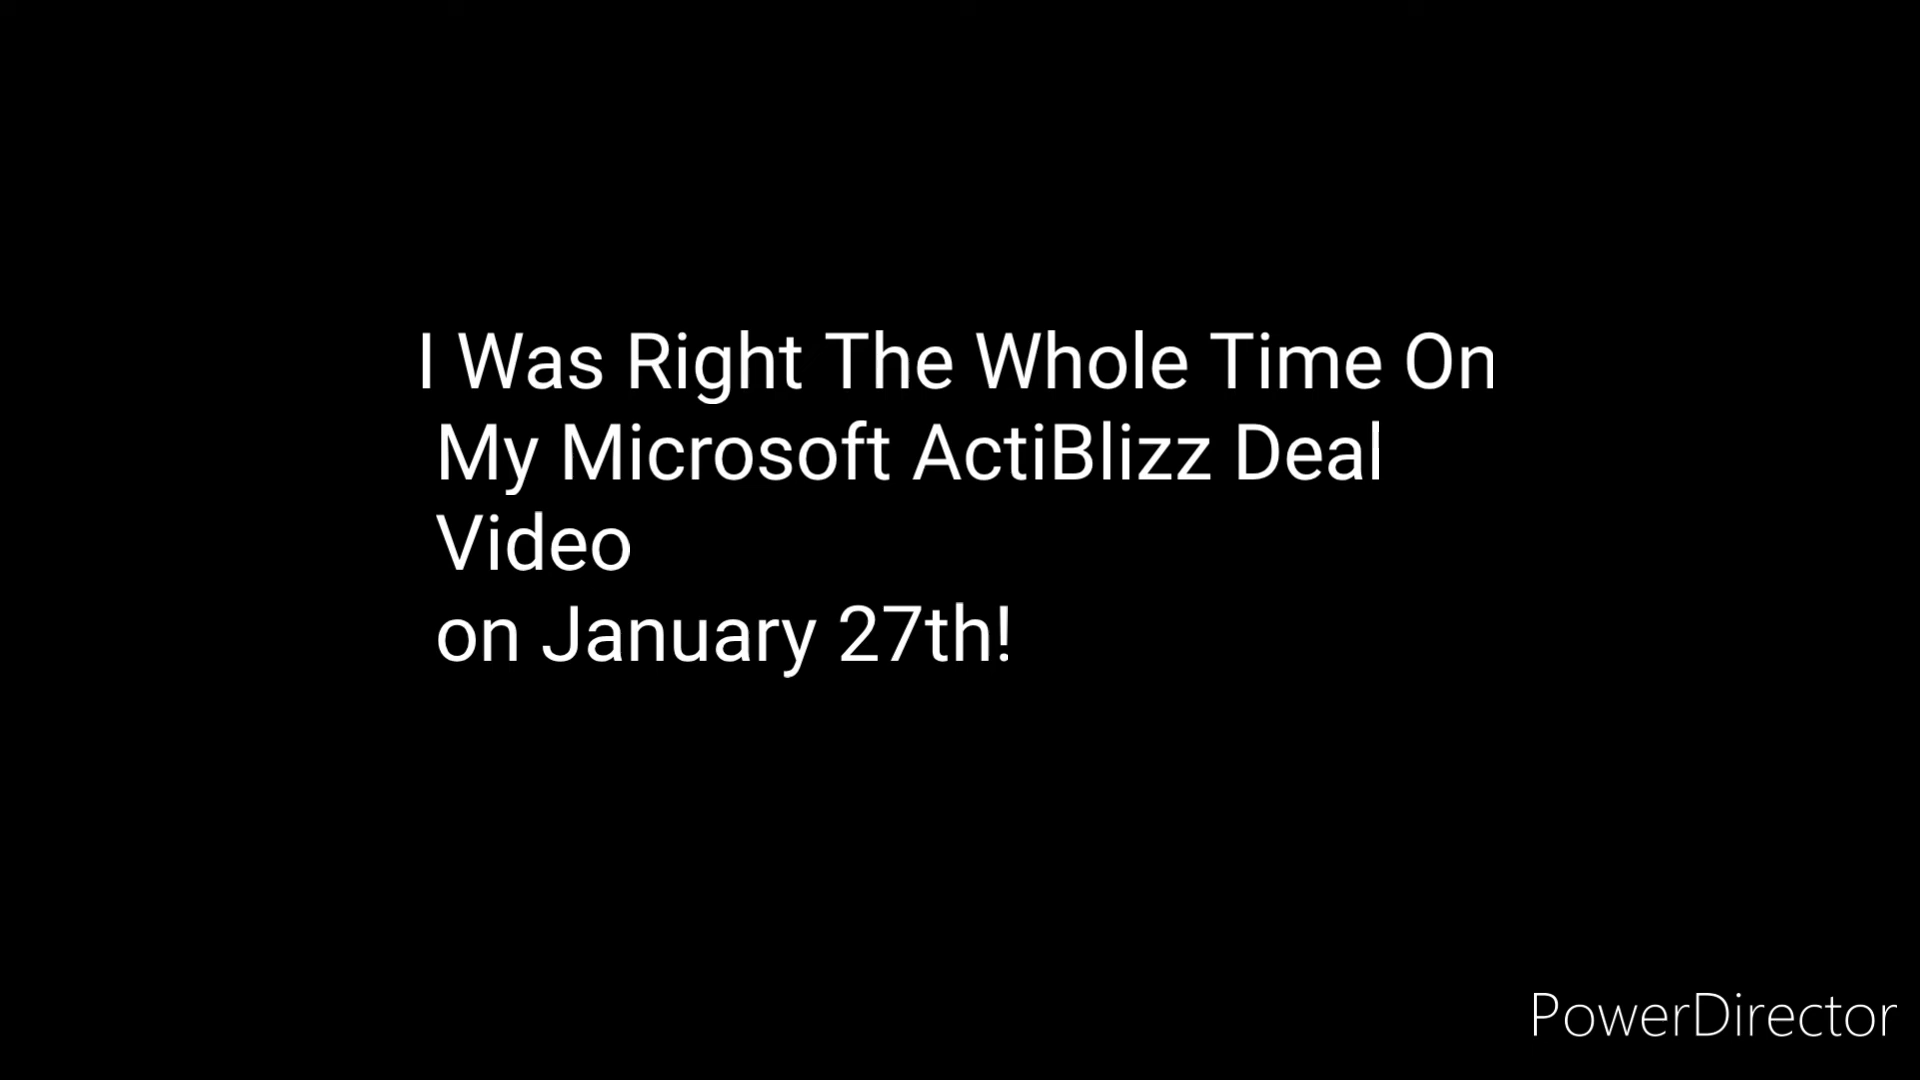 I Was Right The Whole Time On
My Microsoft ActiBlizz Deal
Video
on January 27th!
PowerDirector